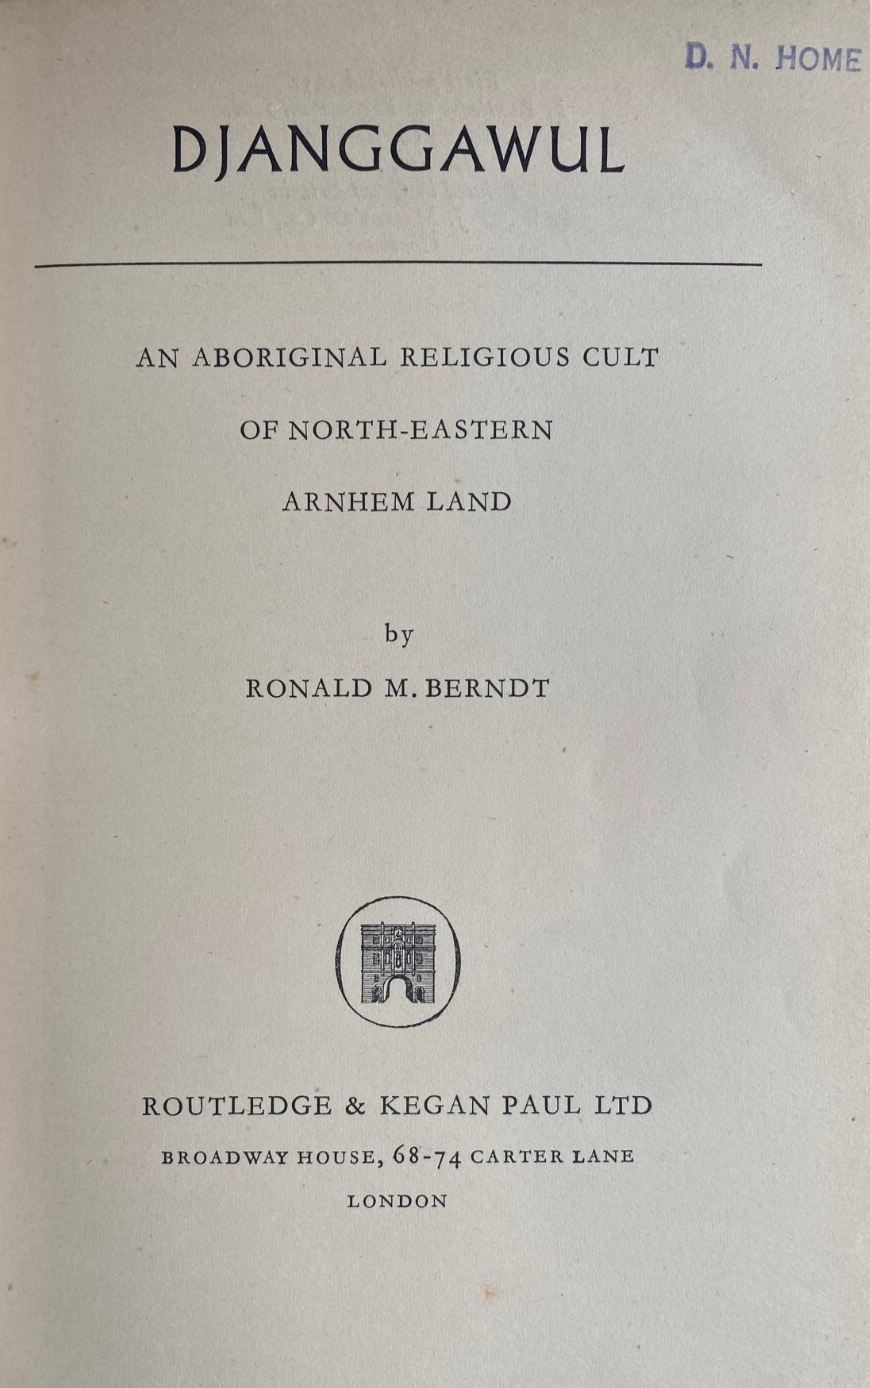 D. N. HOME
DJANGGAWUL
AN ABORIGINAL RELIGIOUS CULT
OF NORTH-EASTERN
ARNHEM LAND
by
RONALD M. BERNDT
ROUTLEDGE & KEGAN PAUL LTD
BROADWAY HOUSE, 68-74 CARTER LANE
LONDON